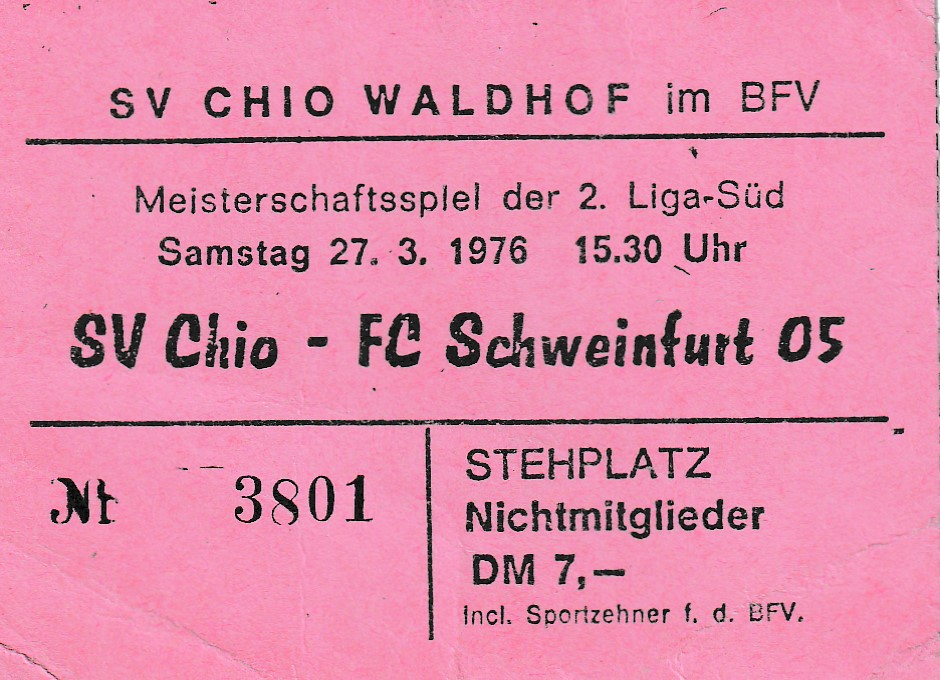 SV CHIO WALDHOF im BFV
Meisterschaftsspiel der 2. Liga-Süd
Samstag 27. 3. 1976 15.30 Uhr
SV Chio - FC Schweinfurt 05
Nr 3801
STEHPLATZ
Nichtmitglieder
DM 7,—
Incl. Sportzehner f. d. BFV.